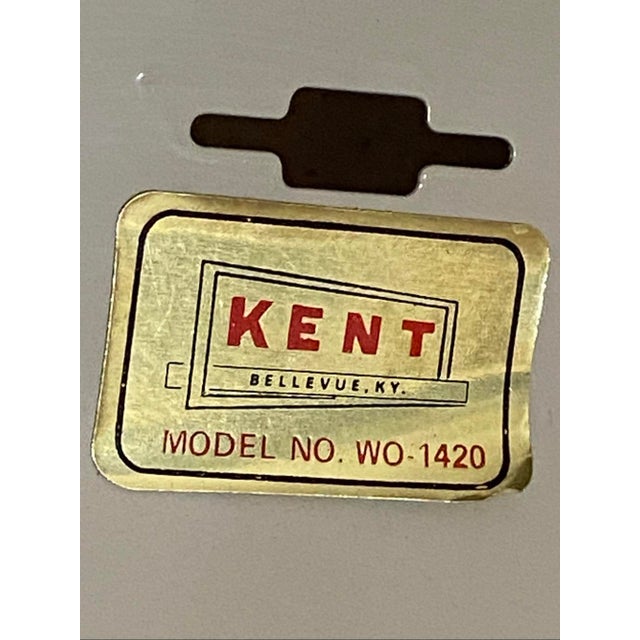 KENT
BELLEVUE, KY.
MODEL NO. WO-1420